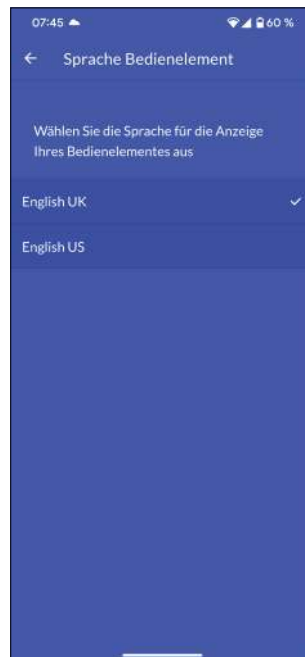 07:45 60 %
Sprache Bedienelement
Wählen Sie die Sprache für die Anzeige
Ihres Bedienelementes aus
English UK
English US